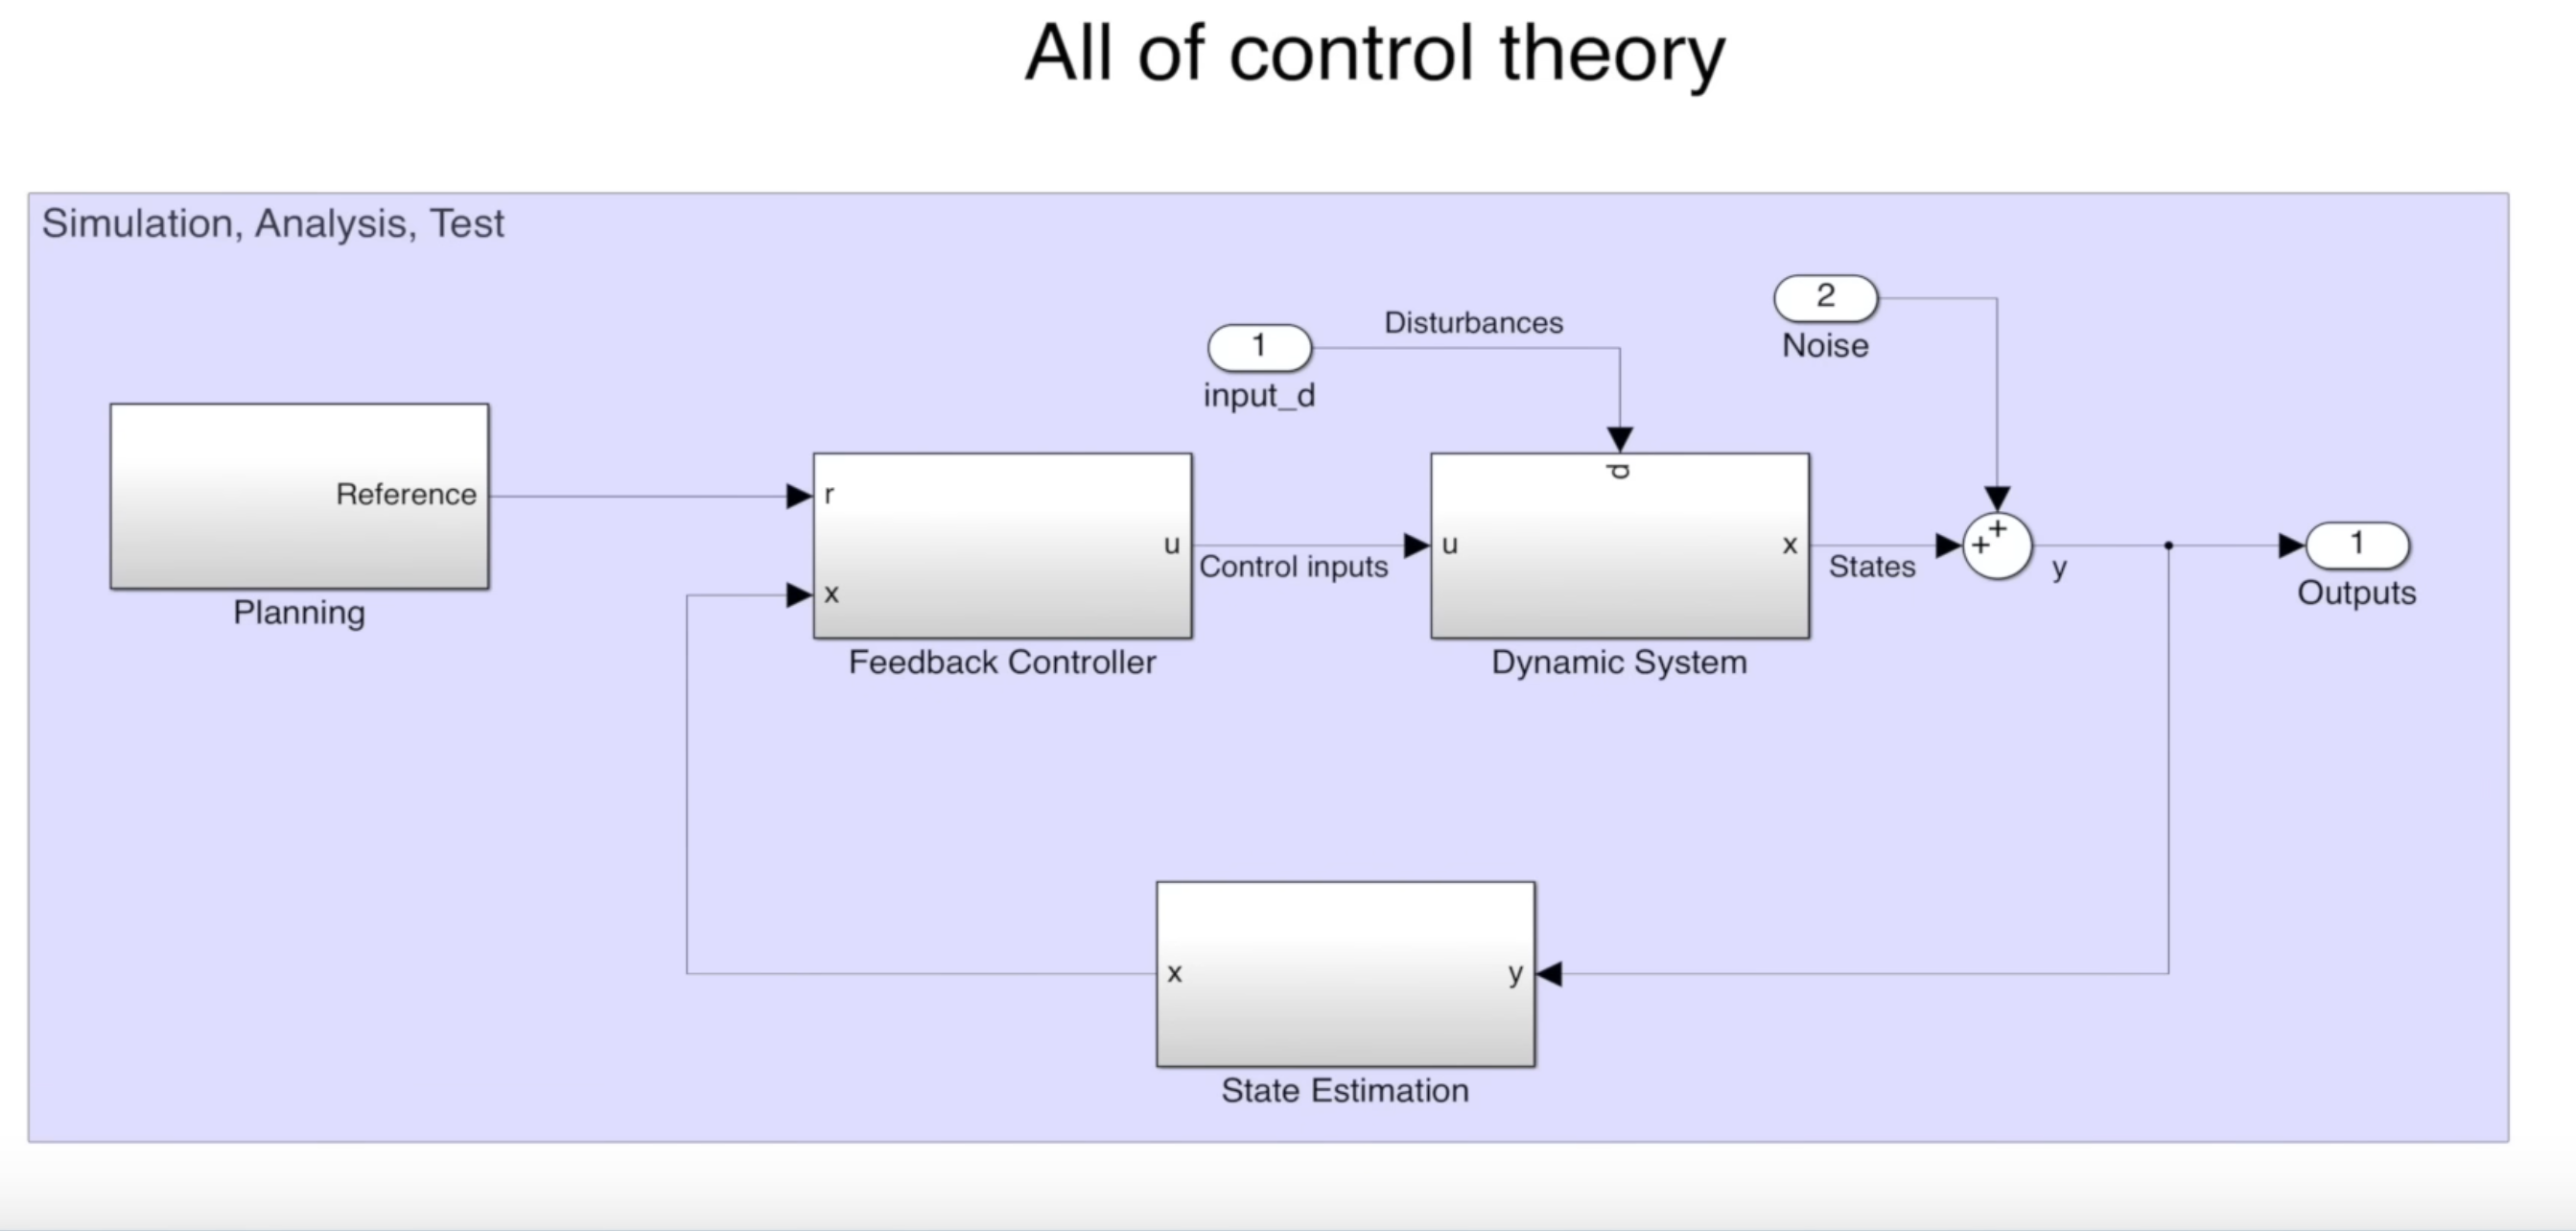 All of control theory
Simulation, Analysis, Test
2
Noise
Disturbances
1
input_d
Reference
Planning
r
x
u
Feedback Controller
Control inputs
d
u
x
Dynamic System
States
+
+
y
1
Outputs
x
y
State Estimation